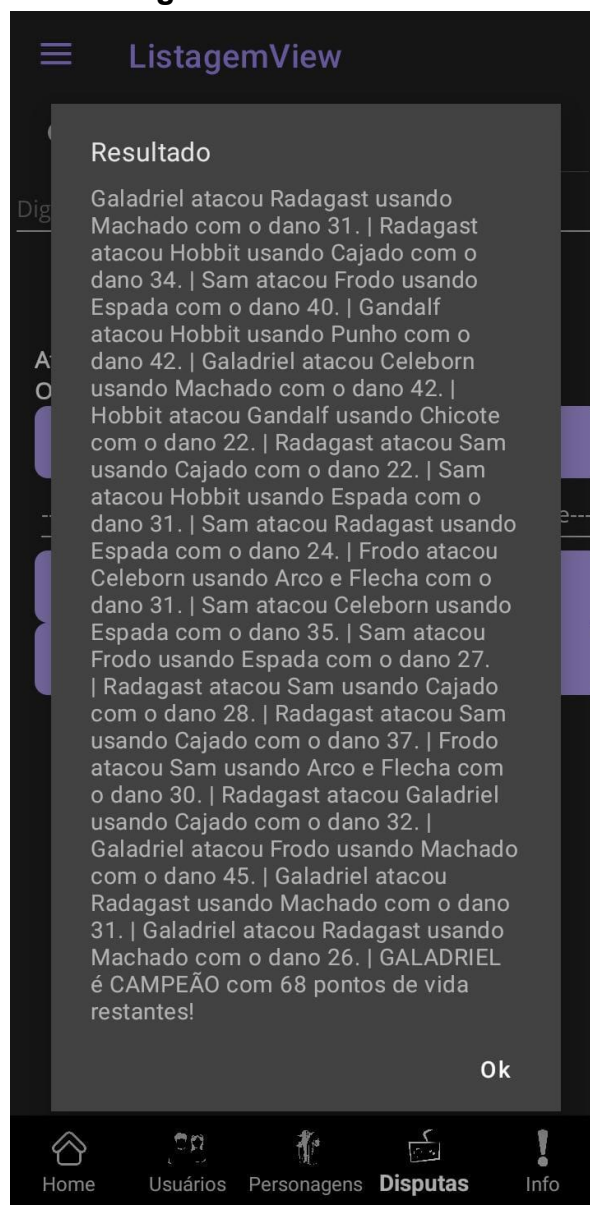 ListagemView
Resultado
Dig
Galadriel atacou Radagast usando
Machado com o dano 31. | Radagast
atacou Hobbit usando Cajado com o
dano 34. | Sam atacou Frodo usando
Espada com o dano 40. | Gandalf
atacou Hobbit usando Punho com o
dano 42. | Galadriel atacou Celeborn
usando Machado com o dano 42. |
Hobbit atacou Gandalf usando Chicote
com o dano 22. | Radagast atacou Sam
usando Cajado com o dano 22. | Sam
atacou Hobbit usando Espada com o
dano 31. | Sam atacou Radagast usando
Espada com o dano 24. | Frodo atacou
Celeborn usando Arco e Flecha com o
dano 31. | Sam atacou Celeborn usando
Espada com o dano 35. | Sam atacou
Frodo usando Espada com o dano 27.
| Radagast atacou Sam usando Cajado
com o dano 28. | Radagast atacou Sam
usando Cajado com o dano 37. | Frodo
atacou Sam usando Arco e Flecha com
o dano 30. | Radagast atacou Galadriel
usando Cajado com o dano 32. |
Galadriel atacou Frodo usando Machado
com o dano 45. | Galadriel atacou
Radagast usando Machado com o dano
31. | Galadriel atacou Radagast usando
Machado com o dano 26. | GALADRIEL
é CAMPEÃO com 68 pontos de vida
restantes!
Ok
Home Usuários Personagens Disputas Info